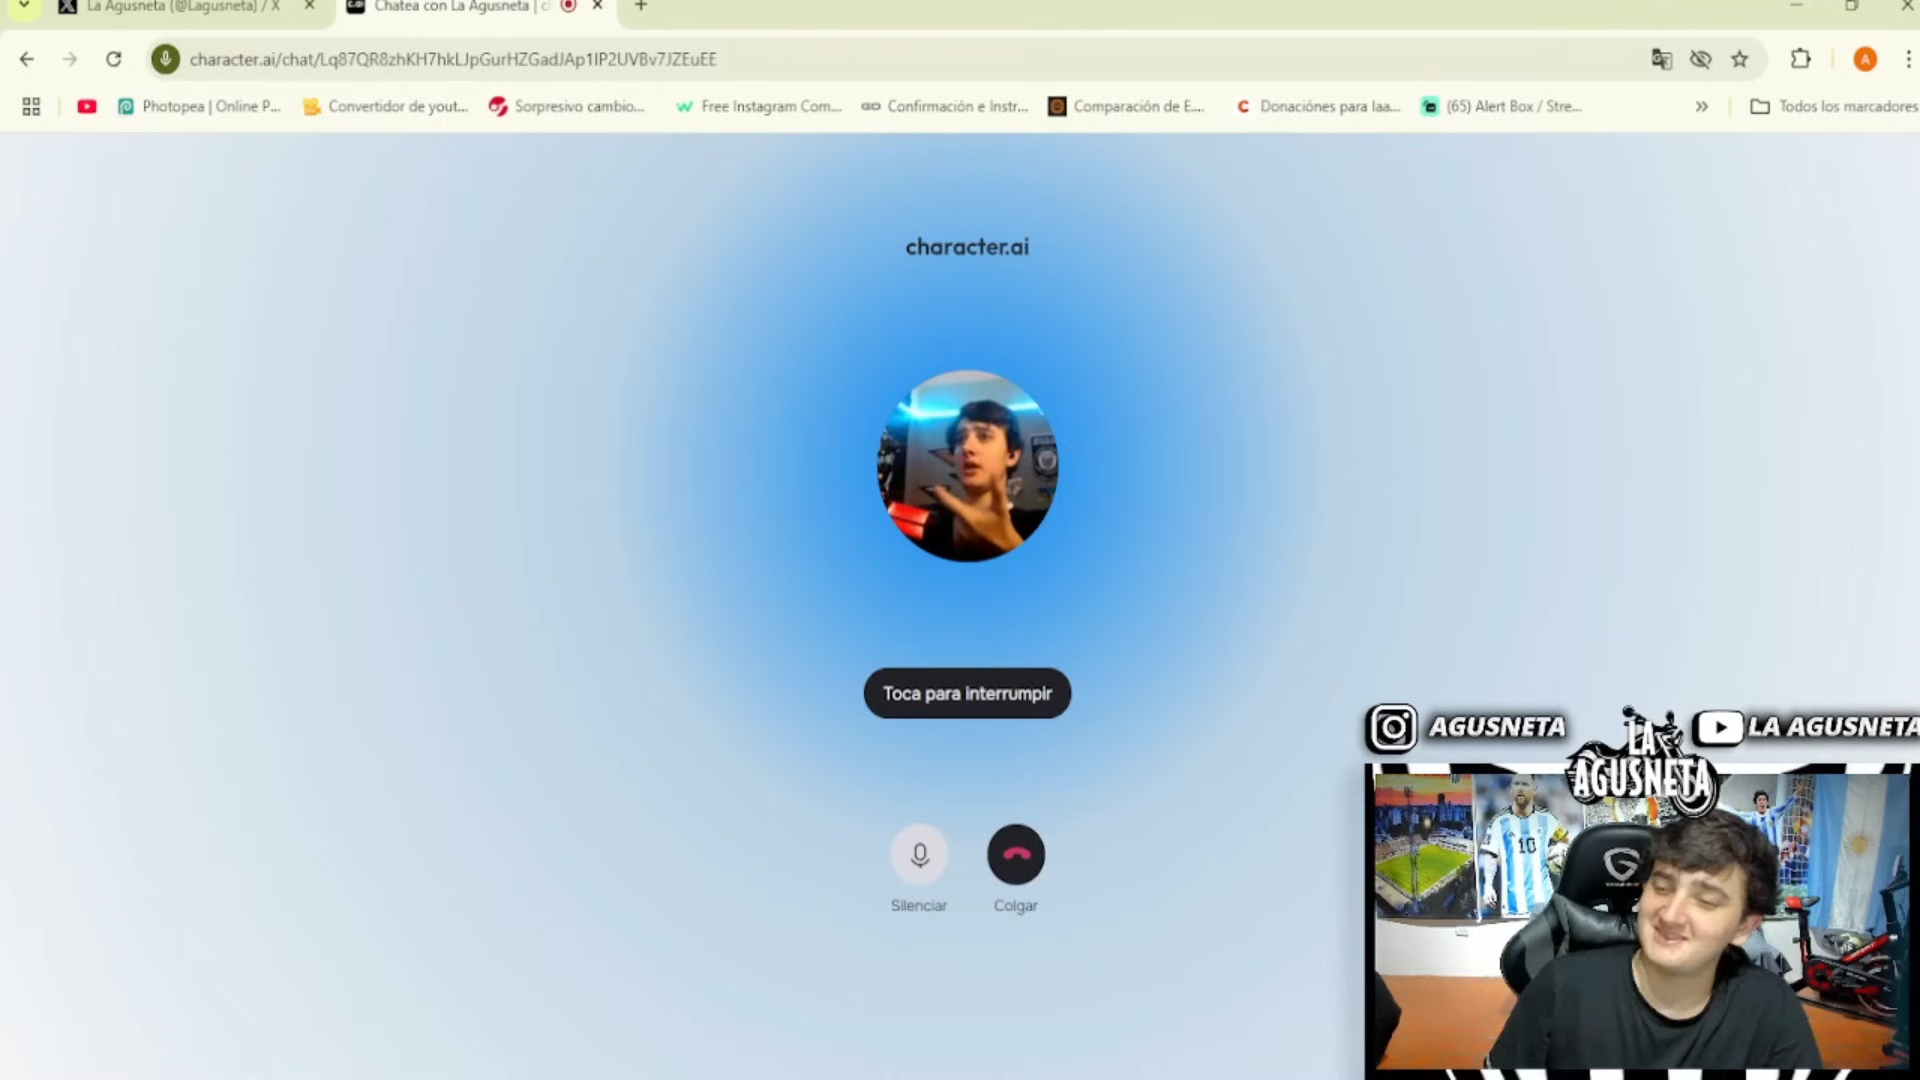 La Agusneta (@Lagusneta) / X
Chatea con La Agusneta |
character.ai/chat/Lq87QR8zhKH7hkLJpGurHZGadJAp1lP2UVBv7JZEuEE
A
Photopea | Online P...
Convertidor de yout...
Sorpresivo cambio...
Free Instagram Com...
Confirmación e Instr...
Comparación de E...
Donaciónes para laa...
(65) Alert Box / Stre...
Todos los marcadores
character.ai
Toca para interrumpir
Silenciar
Colgar
AGUSNETA
LA AGUSNETA
LA
AGUSNETA
10